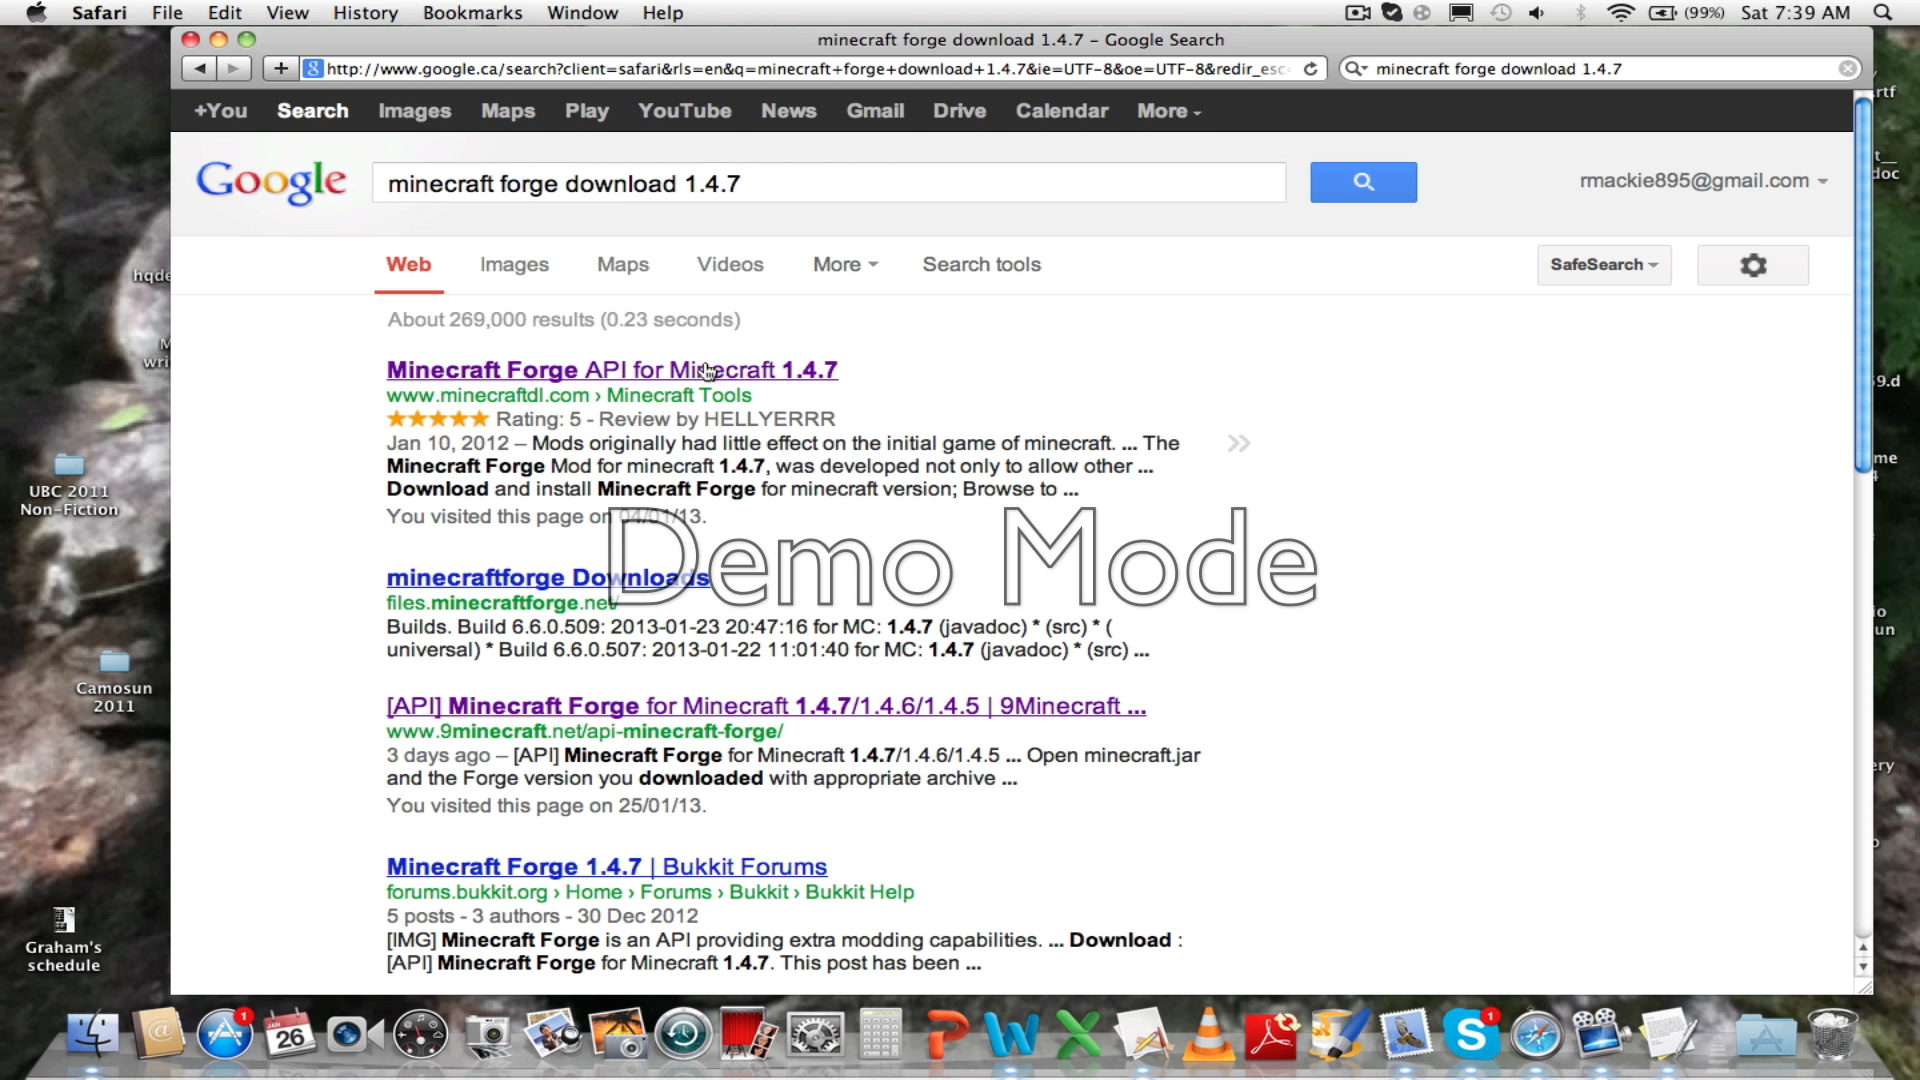 Safari File Edit View History Bookmarks Window Help (99%) Sat 7:39 AM
minecraft forge download 1.4.7 – Google Search
http://www.google.ca/search?client=safari&rls=en&q=minecraft+forge+download+1.4.7&ie=UTF-8&oe=UTF-8&redir_esc minecraft forge download 1.4.7
+You Search Images Maps Play YouTube News Gmail Drive Calendar More
Google minecraft forge download 1.4.7 rmackie895@gmail.com
Web Images Maps Videos More Search tools SafeSearch
About 269,000 results (0.23 seconds)
Minecraft Forge API for Minecraft 1.4.7
www.minecraftdl.com › Minecraft Tools
Rating: 5 - Review by HELLYERRR
Jan 10, 2012 – Mods originally had little effect on the initial game of minecraft. ... The
Minecraft Forge Mod for minecraft 1.4.7, was developed not only to allow other ...
Download and install Minecraft Forge for minecraft version; Browse to ...
You visited this page on 04/01/13.
Demo Mode
minecraftforge Downloads
files.minecraftforge.net/
Builds. Build 6.6.0.509: 2013-01-23 20:47:16 for MC: 1.4.7 (javadoc) * (src) * (
universal) * Build 6.6.0.507: 2013-01-22 11:01:40 for MC: 1.4.7 (javadoc) * (src) ...
[API] Minecraft Forge for Minecraft 1.4.7/1.4.6/1.4.5 | 9Minecraft ...
www.9minecraft.net/api-minecraft-forge/
3 days ago – [API] Minecraft Forge for Minecraft 1.4.7/1.4.6/1.4.5 ... Open minecraft.jar
and the Forge version you downloaded with appropriate archive ...
You visited this page on 25/01/13.
Minecraft Forge 1.4.7 | Bukkit Forums
forums.bukkit.org › Home › Forums › Bukkit › Bukkit Help
5 posts - 3 authors - 30 Dec 2012
[IMG] Minecraft Forge is an API providing extra modding capabilities. ... Download :
[API] Minecraft Forge for Minecraft 1.4.7. This post has been ...
hqde
UBC 2011
Non-Fiction
Camosun
2011
Graham's
schedule
.rtf
doc
9.d
me
4
io
un
ery
1
JAN
26
1